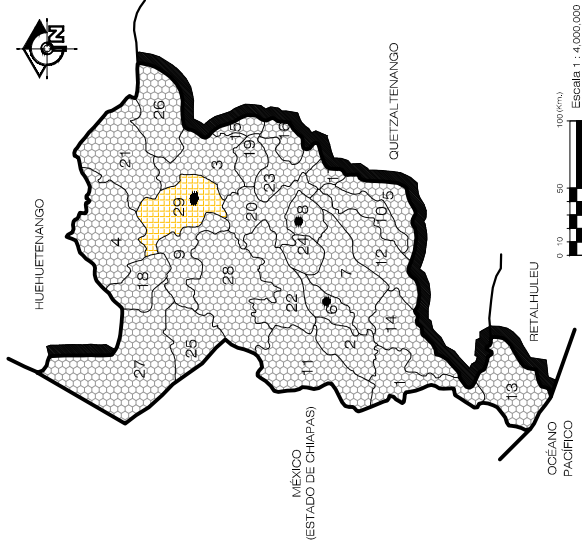 HUEHUETENANGO
N
26
21
4
3
15
16
19
29
18
9
23
20
8
27
25
28
24
5
10
12
7
22
6
14
11
2
1
13
QUETZALTENANGO
MÉXICO
(ESTADO DE CHIAPAS)
RETALHULEU
OCÉANO
PACÍFICO
0 10 50 100 (Km.)
Escala 1 : 4,000,000